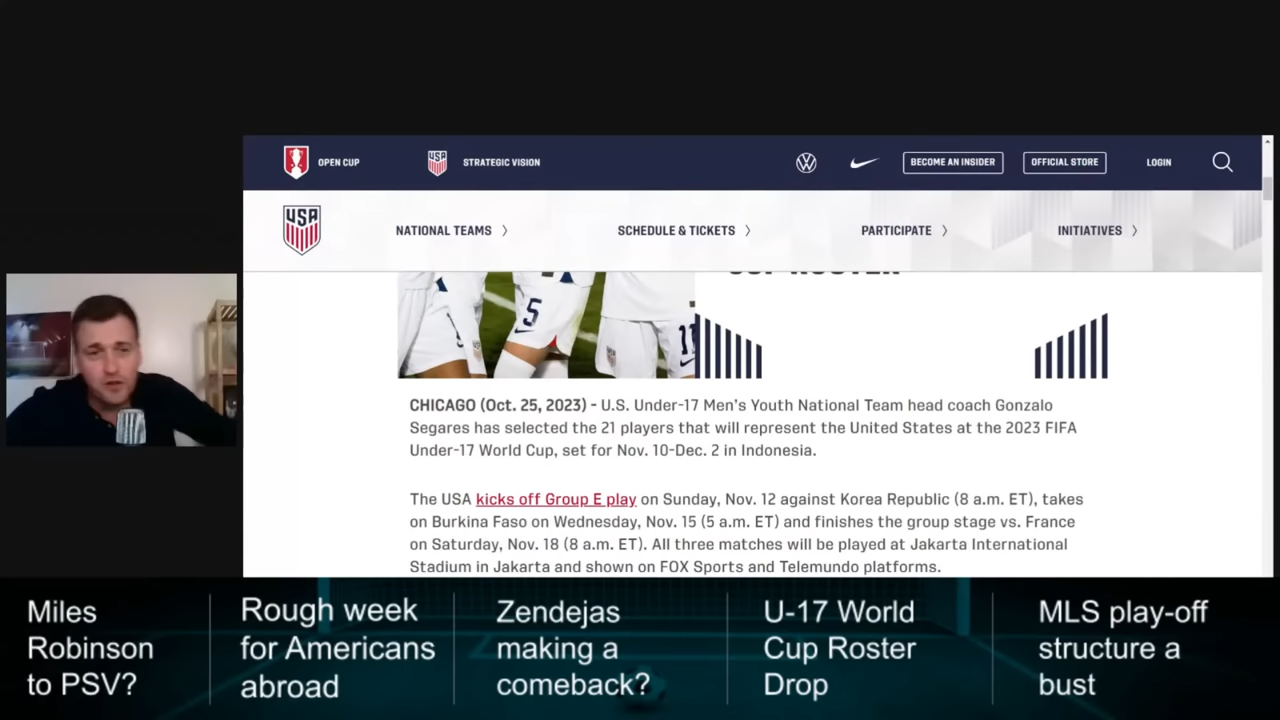 OPEN CUP
USA
STRATEGIC VISION
BECOME AN INSIDER
OFFICIAL STORE
LOGIN
USA
NATIONAL TEAMS
SCHEDULE & TICKETS
PARTICIPATE
INITIATIVES
CUP ROSTER
5
11
CHICAGO (Oct. 25, 2023) - U.S. Under-17 Men's Youth National Team head coach Gonzalo
Segares has selected the 21 players that will represent the United States at the 2023 FIFA
Under-17 World Cup, set for Nov. 10-Dec. 2 in Indonesia.
The USA kicks off Group E play on Sunday, Nov. 12 against Korea Republic (8 a.m. ET), takes
on Burkina Faso on Wednesday, Nov. 15 (5 a.m. ET) and finishes the group stage vs. France
on Saturday, Nov. 18 (8 a.m. ET). All three matches will be played at Jakarta International
Stadium in Jakarta and shown on FOX Sports and Telemundo platforms.
Miles
Robinson
to PSV?
Rough week
for Americans
abroad
Zendejas
making a
comeback?
U-17 World
Cup Roster
Drop
MLS play-off
structure a
bust